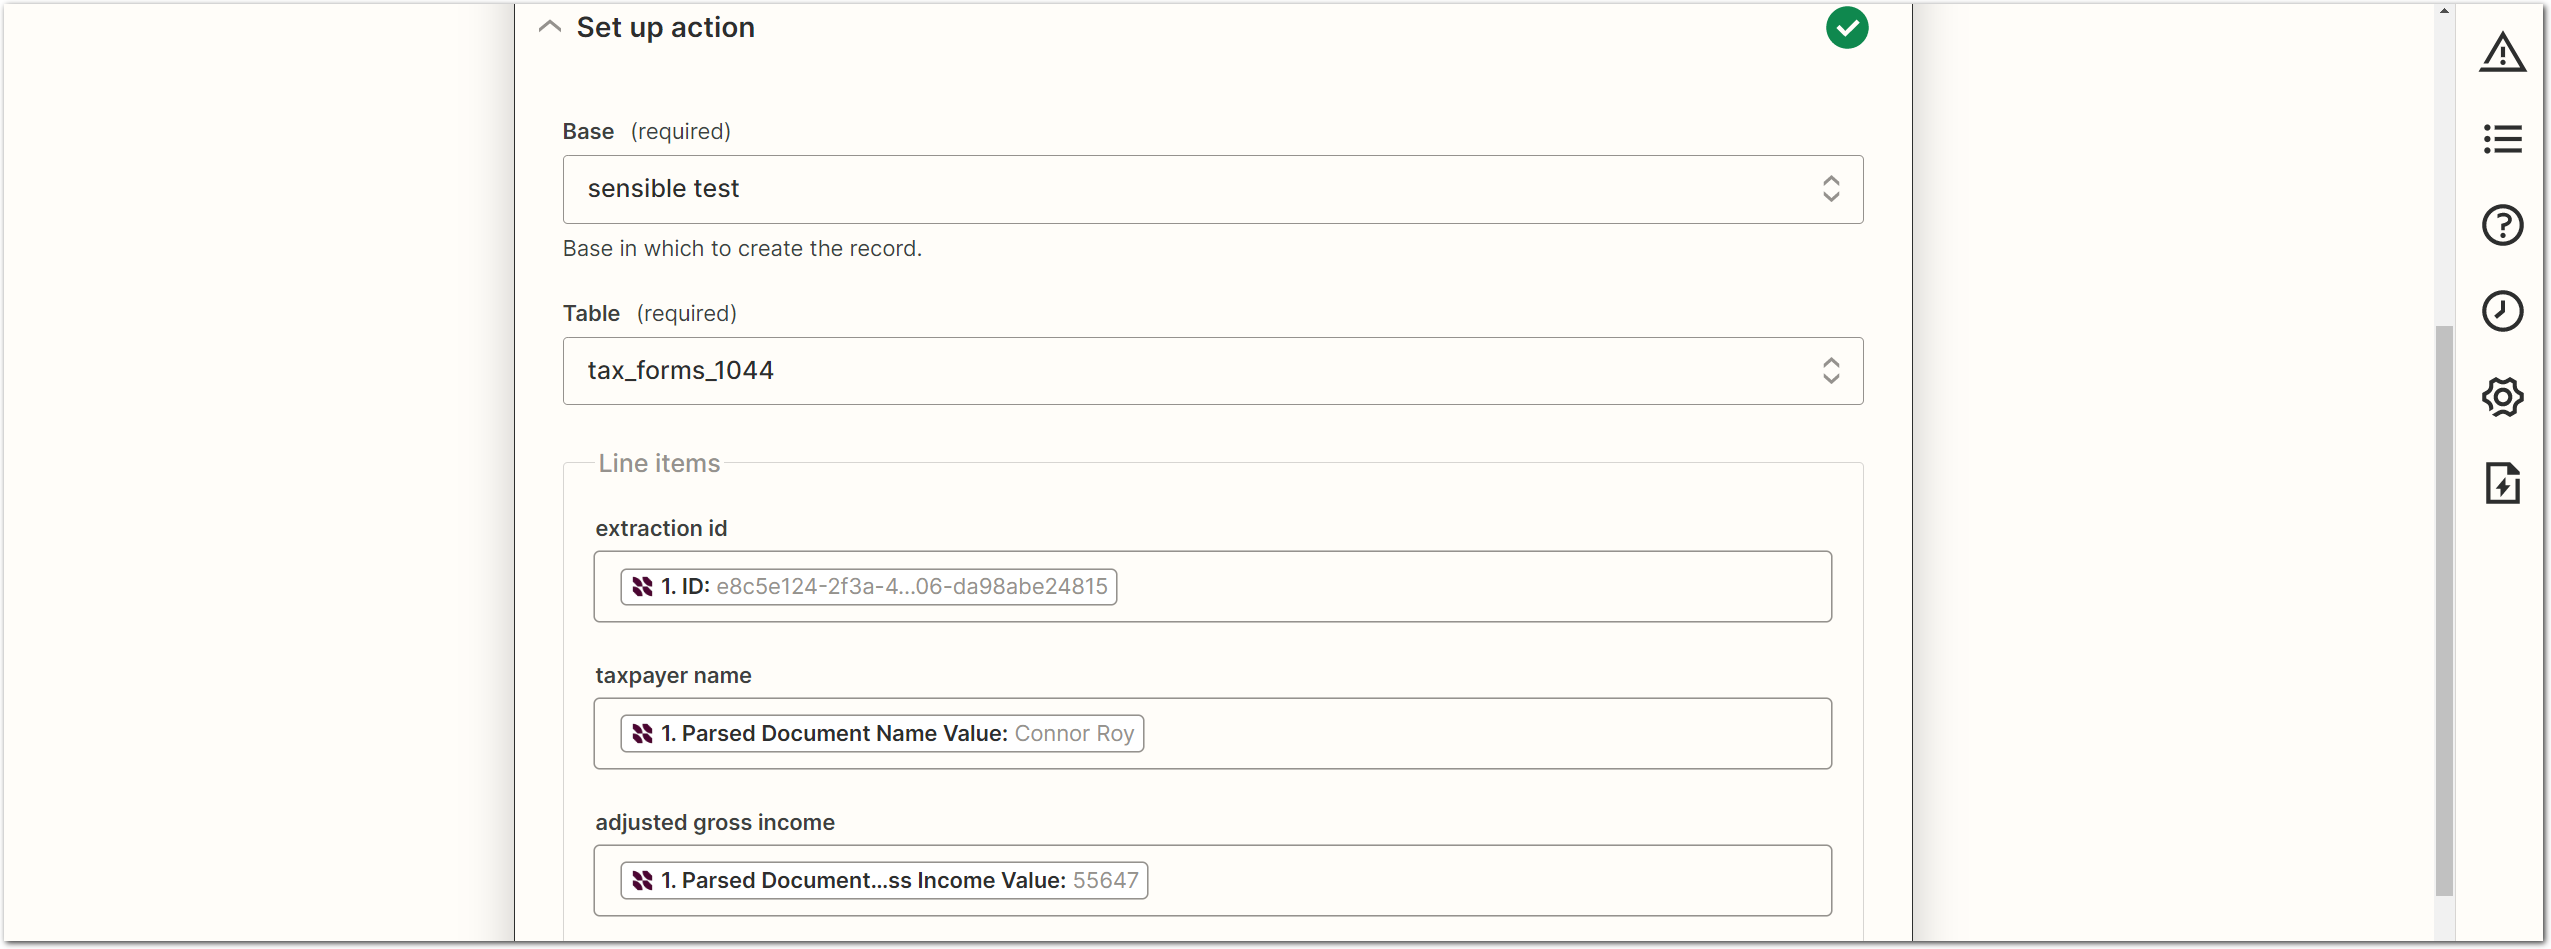 Set up action
Base (required)
sensible test
Base in which to create the record.
Table (required)
tax_forms_1044
Line items
extraction id
1. ID: e8c5e124-2f3a-4...06-da98abe24815
taxpayer name
1. Parsed Document Name Value: Connor Roy
adjusted gross income
1. Parsed Document...ss Income Value: 55647